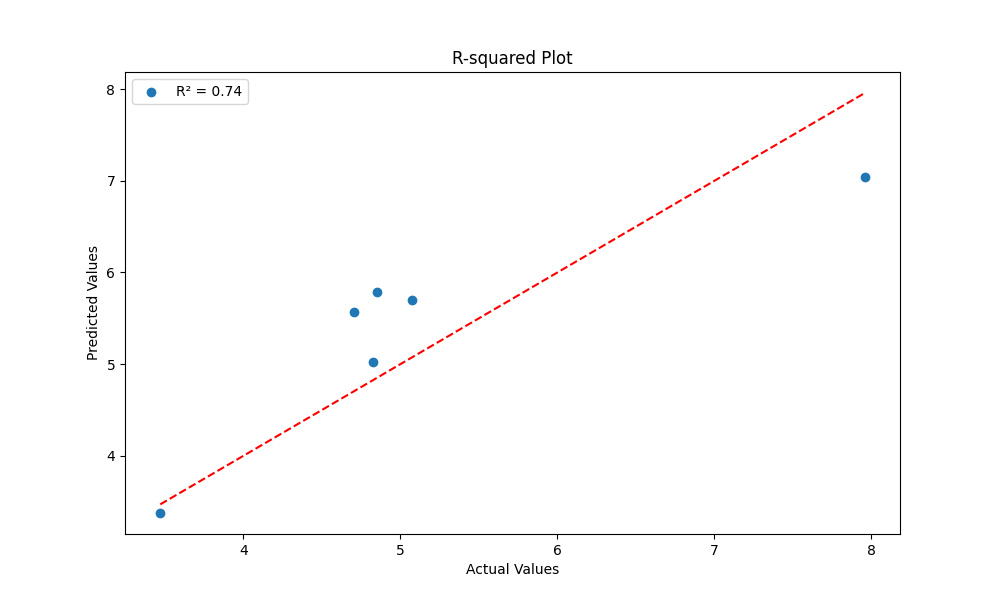 R-squared Plot
R² = 0.74
8
7
6
5
4
Predicted Values
4
5
6
7
8
Actual Values